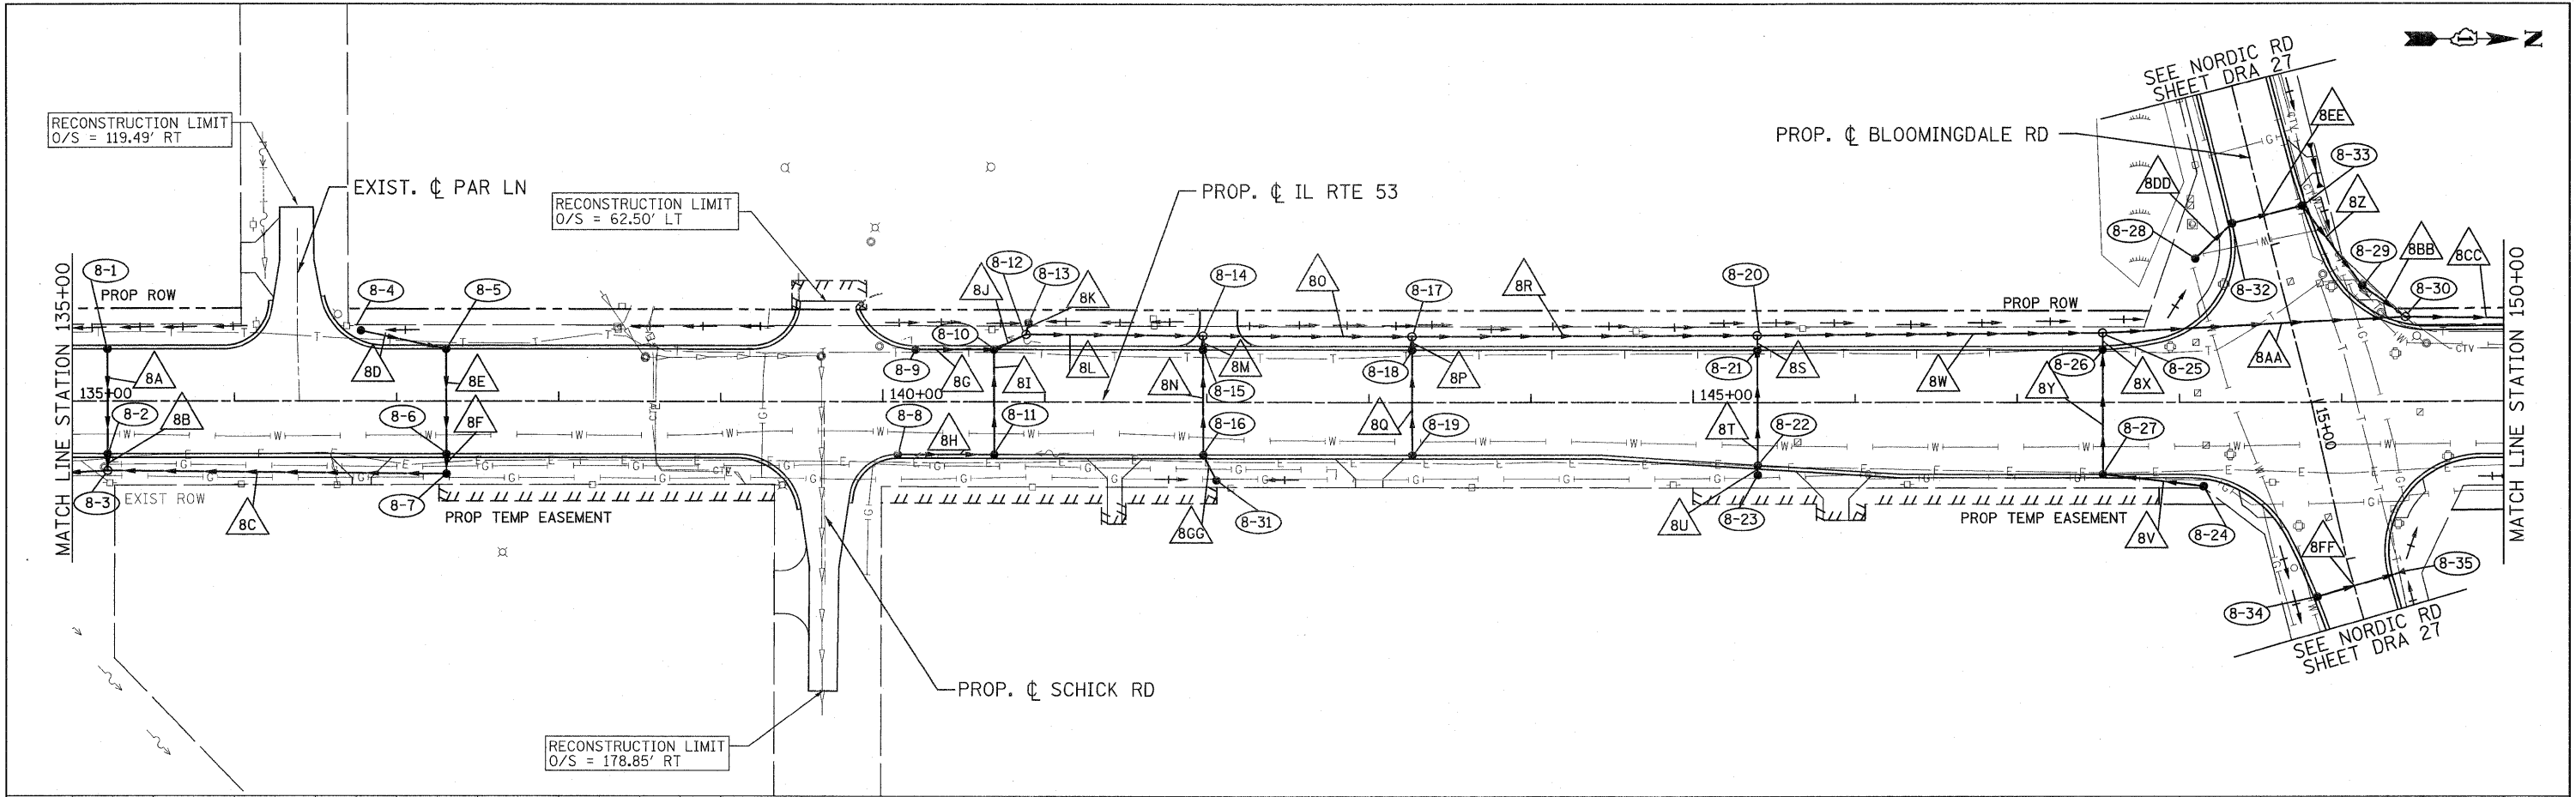 N
SEE NORDIC RD
SHEET DRA 27
RECONSTRUCTION LIMIT
O/S = 119.49' RT
EXIST. ℄ PAR LN
RECONSTRUCTION LIMIT
O/S = 62.50' LT
PROP. ℄ IL RTE 53
PROP. ℄ BLOOMINGDALE RD
8EE
8-33
8DD
8Z
8-28
8-29
8BB
8CC
8-30
8-32
MATCH LINE STATION 135+00
PROP ROW
8-1
8-4
8-5
8-12
8-13
8J
8K
8-14
8O
8-17
8R
8-20
PROP ROW
MATCH LINE STATION 150+00
8A
8D
8E
8-9
8-10
8G
8I
8L
8M
8N
8-15
8-18
8P
8-21
8S
8W
8-26
8X
8-25
8AA
CTV
8Y
135+00
140+00
145+00
15+00
8-2
8B
8-6
8F
8-8
8H
8-11
8-16
8Q
8-19
8T
8-22
8-27
8-3
EXIST ROW
8C
8-7
PROP TEMP EASEMENT
8GG
8-31
8U
8-23
PROP TEMP EASEMENT
8V
8-24
8FF
8-35
8-34
SEE NORDIC RD
SHEET DRA 27
PROP. ℄ SCHICK RD
RECONSTRUCTION LIMIT
O/S = 178.85' RT